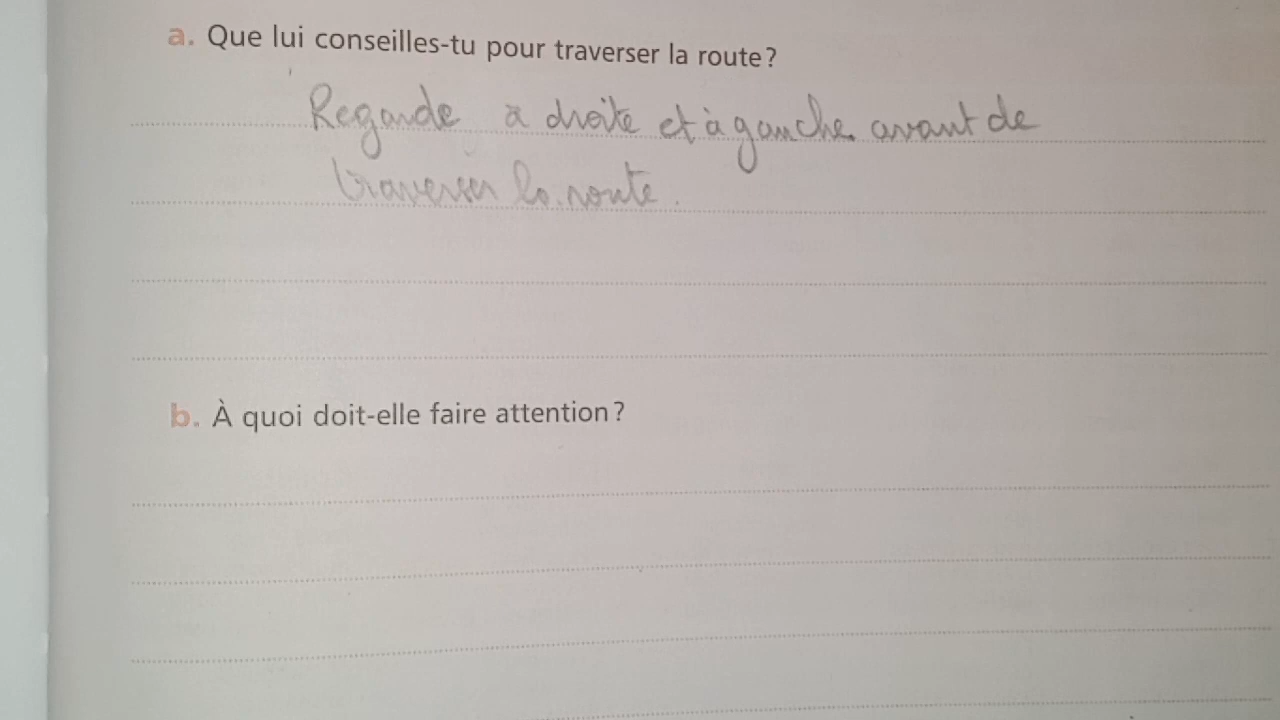 a. Que lui conseilles-tu pour traverser la route ?
Regarde à droite et à gauche avant de
traverser la route.
b. À quoi doit-elle faire attention ?